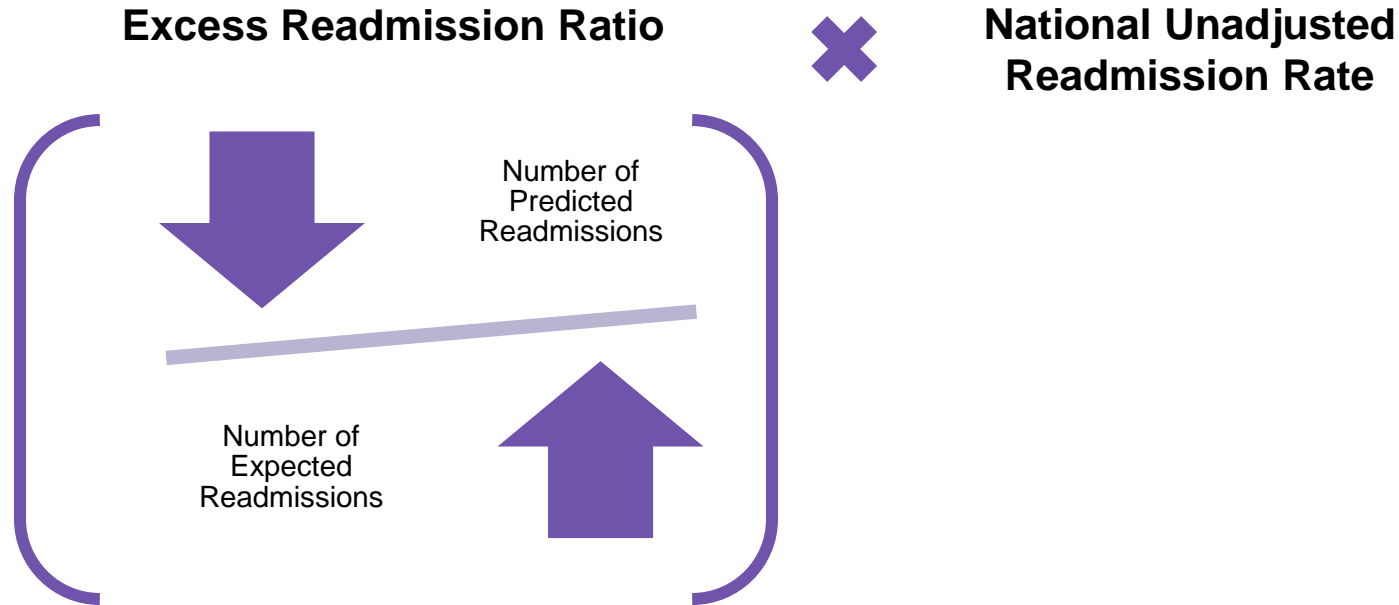 Excess Readmission Ratio
National Unadjusted
Readmission Rate
Number of
Predicted
Readmissions
Number of
Expected
Readmissions